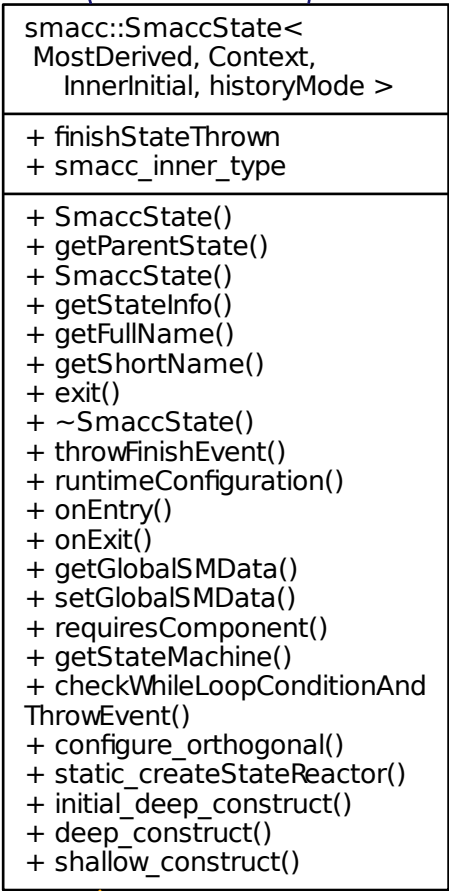 smacc::SmaccState<
MostDerived, Context,
InnerInitial, historyMode >
+ finishStateThrown
+ smacc_inner_type
+ SmaccState()
+ getParentState()
+ SmaccState()
+ getStateInfo()
+ getFullName()
+ getShortName()
+ exit()
+ ~SmaccState()
+ throwFinishEvent()
+ runtimeConfiguration()
+ onEntry()
+ onExit()
+ getGlobalSMData()
+ setGlobalSMData()
+ requiresComponent()
+ getStateMachine()
+ checkWhileLoopConditionAnd
ThrowEvent()
+ configure_orthogonal()
+ static_createStateReactor()
+ initial_deep_construct()
+ deep_construct()
+ shallow_construct()